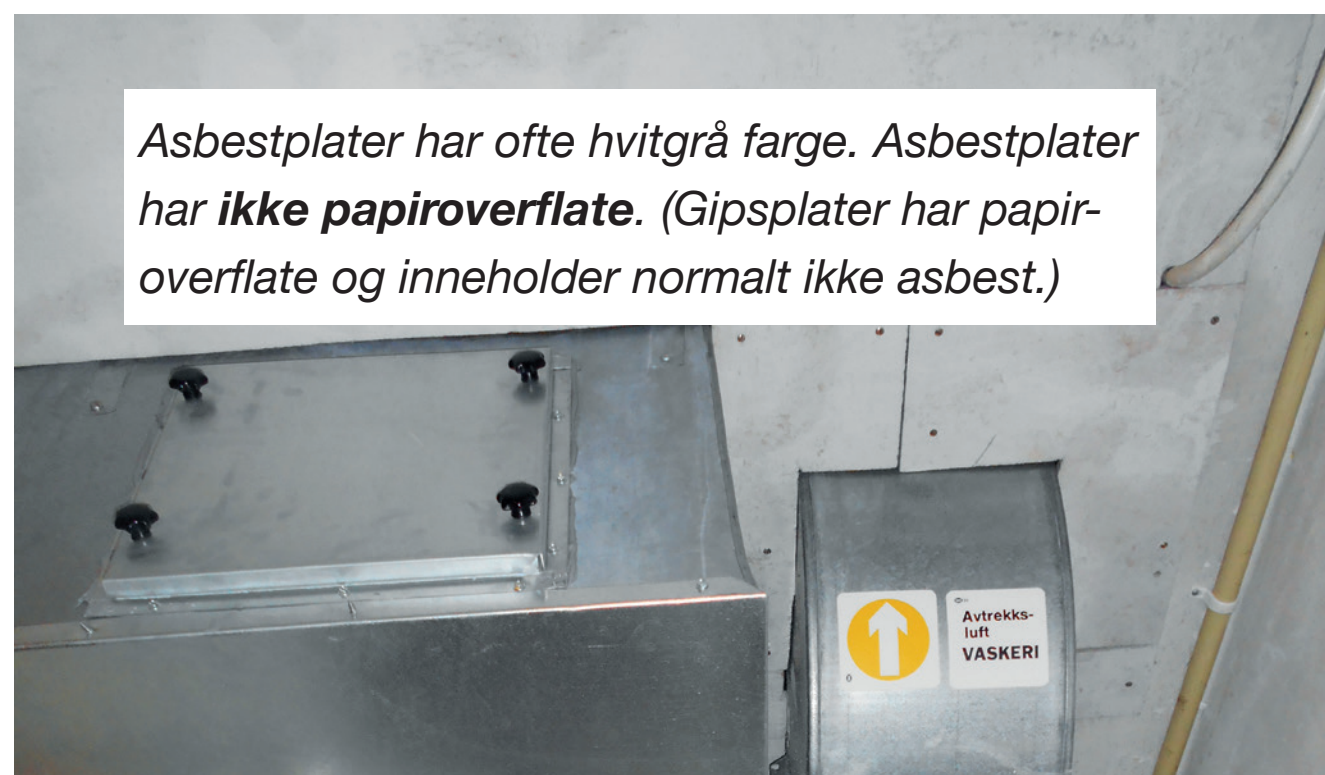 Asbestplater har ofte hvitgrå farge. Asbestplater
har ikke papiroverflate. (Gipsplater har papir-
overflate og inneholder normalt ikke asbest.)
Avtrekks-
luft
VASKERI